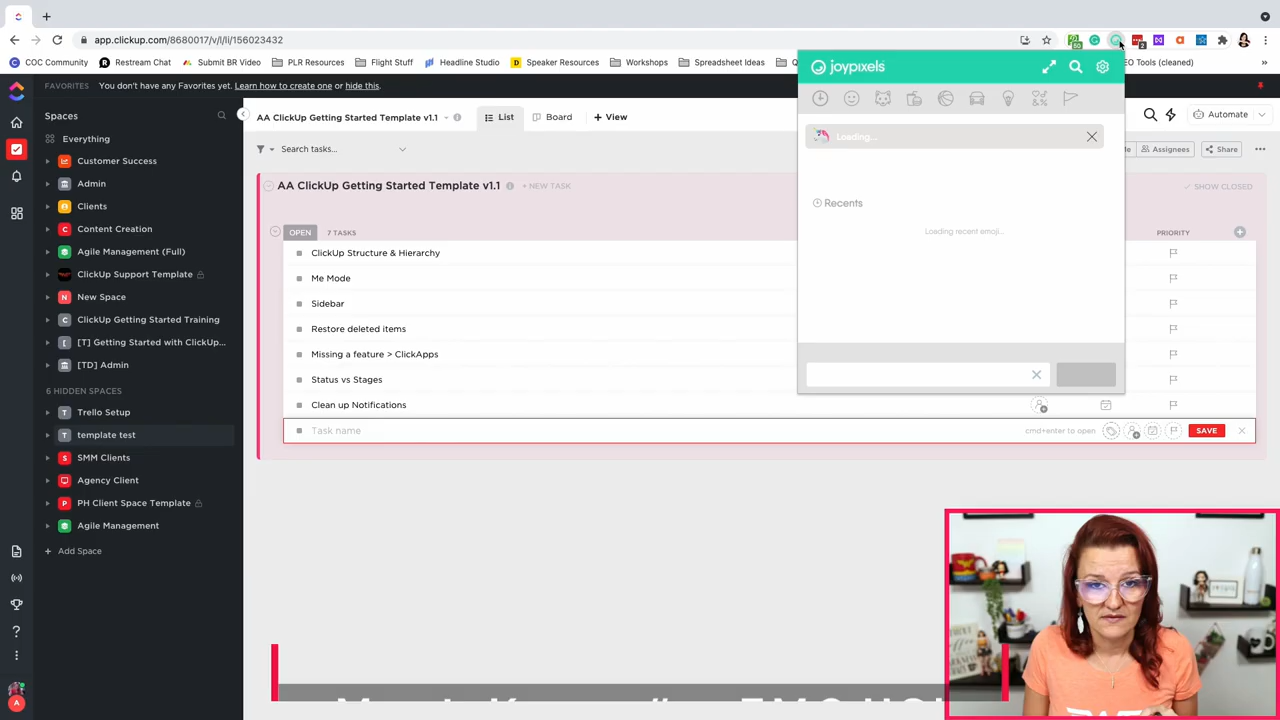 app.clickup.com/8680017/v/l/li/156023432
COC Community
Restream Chat
Submit BR Video
PLR Resources
Flight Stuff
Headline Studio
Speaker Resources
Workshops
Spreadsheet Ideas
Quotations
EO Tools (cleaned)
FAVORITES You don't have any Favorites yet. Learn how to create one or hide this.
Spaces
Everything
Customer Success
Admin
Clients
Content Creation
Agile Management (Full)
ClickUp Support Template
New Space
ClickUp Getting Started Training
[T] Getting Started with ClickUp...
[TD] Admin
6 HIDDEN SPACES
Trello Setup
template test
SMM Clients
Agency Client
PH Client Space Template
Agile Management
+ Add Space
AA ClickUp Getting Started Template v1.1
List
Board
+ View
Automate
Search tasks...
Assignees
Share
AA ClickUp Getting Started Template v1.1
+ NEW TASK
SHOW CLOSED
OPEN 7 TASKS
PRIORITY
ClickUp Structure & Hierarchy
Me Mode
Sidebar
Restore deleted items
Missing a feature > ClickApps
Status vs Stages
Clean up Notifications
Task name
cmd+enter to open
SAVE
joypixels
Loading...
Recents
Loading recent emoji...